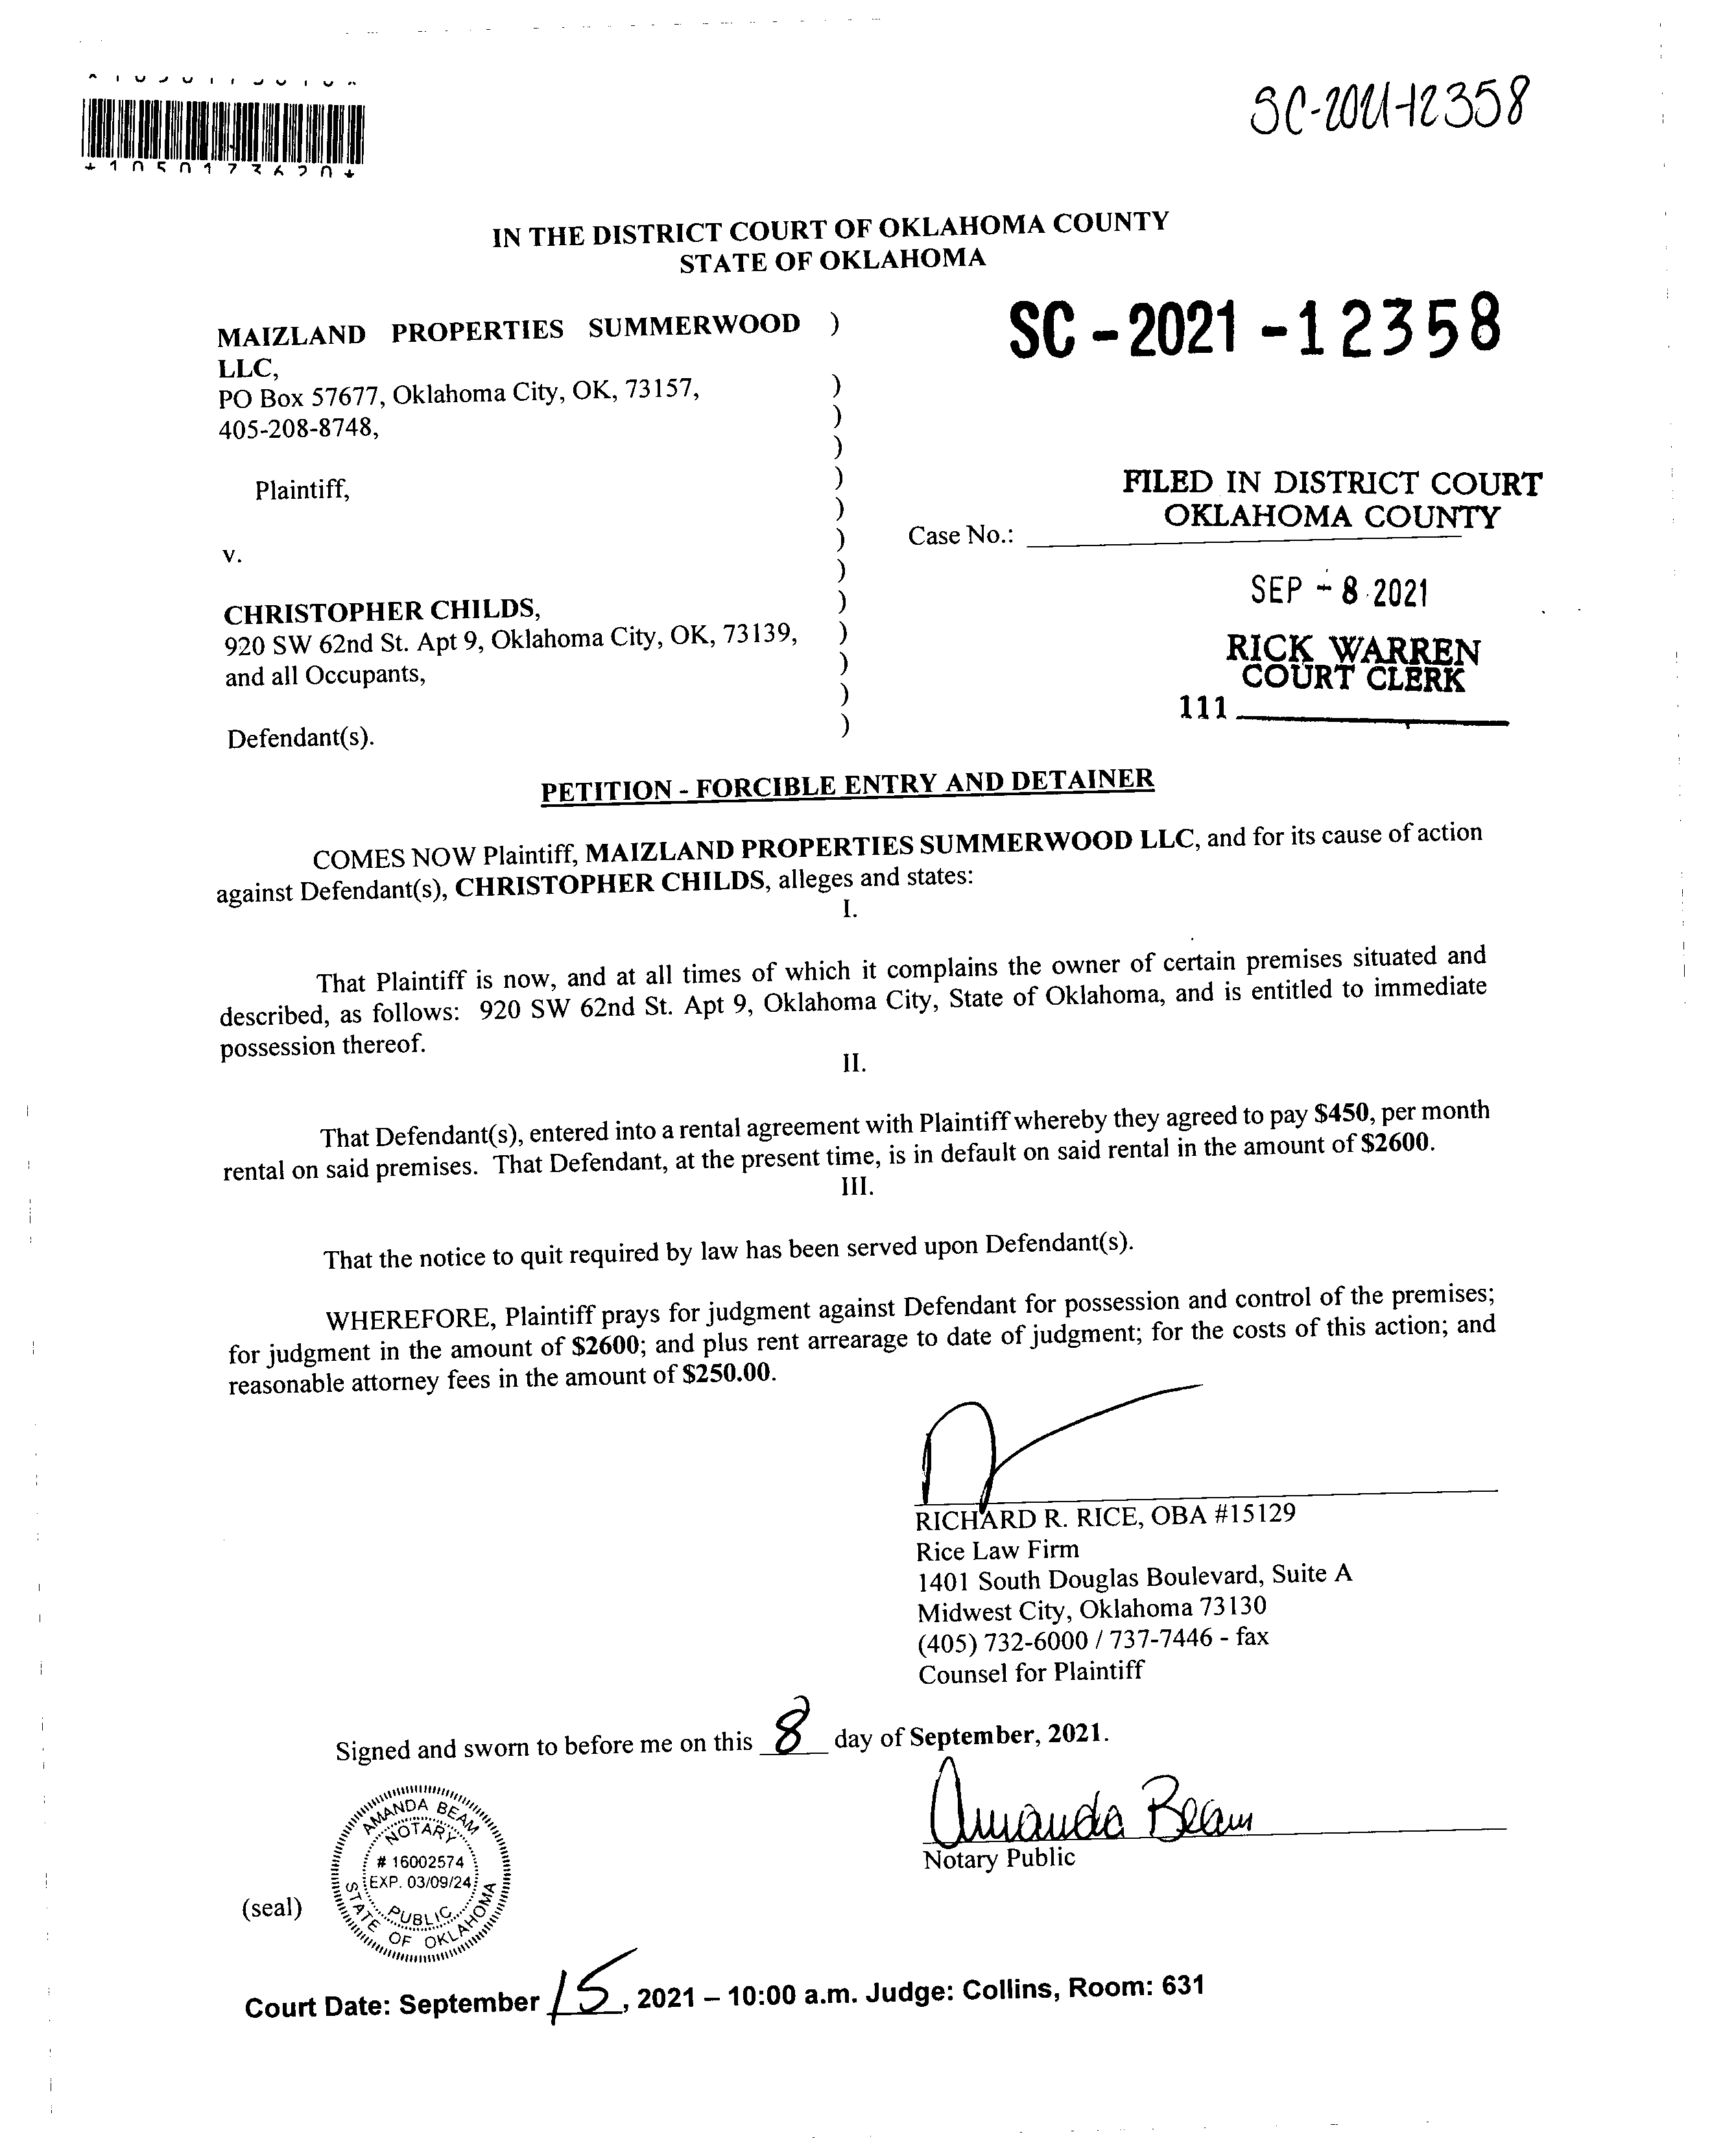 SC-2021-12358
*1050173620*
IN THE DISTRICT COURT OF OKLAHOMA COUNTY
STATE OF OKLAHOMA
MAIZLAND PROPERTIES SUMMERWOOD )
LLC,
PO Box 57677, Oklahoma City, OK, 73157, )
405-208-8748, )
)
Plaintiff, )
)
v. )
)
CHRISTOPHER CHILDS, )
920 SW 62nd St. Apt 9, Oklahoma City, OK, 73139, )
and all Occupants, )
)
Defendant(s). )
SC-2021-12358
FILED IN DISTRICT COURT
OKLAHOMA COUNTY
Case No.:
SEP - 8 2021
RICK WARREN
COURT CLERK
111
PETITION - FORCIBLE ENTRY AND DETAINER
COMES NOW Plaintiff, MAIZLAND PROPERTIES SUMMERWOOD LLC, and for its cause of action
against Defendant(s), CHRISTOPHER CHILDS, alleges and states:
I.
That Plaintiff is now, and at all times of which it complains the owner of certain premises situated and
described, as follows: 920 SW 62nd St. Apt 9, Oklahoma City, State of Oklahoma, and is entitled to immediate
possession thereof.
II.
That Defendant(s), entered into a rental agreement with Plaintiff whereby they agreed to pay $450, per month
rental on said premises. That Defendant, at the present time, is in default on said rental in the amount of $2600.
III.
That the notice to quit required by law has been served upon Defendant(s).
WHEREFORE, Plaintiff prays for judgment against Defendant for possession and control of the premises;
for judgment in the amount of $2600; and plus rent arrearage to date of judgment; for the costs of this action; and
reasonable attorney fees in the amount of $250.00.
RICHARD R. RICE, OBA #15129
Rice Law Firm
1401 South Douglas Boulevard, Suite A
Midwest City, Oklahoma 73130
(405) 732-6000 / 737-7446 - fax
Counsel for Plaintiff
Signed and sworn to before me on this 8 day of September, 2021.
Amanda Beam
Notary Public
AMANDA BEAM
NOTARY
# 16002574
EXP. 03/09/24
PUBLIC
STATE OF OKLAHOMA
(seal)
Court Date: September 15, 2021 – 10:00 a.m. Judge: Collins, Room: 631